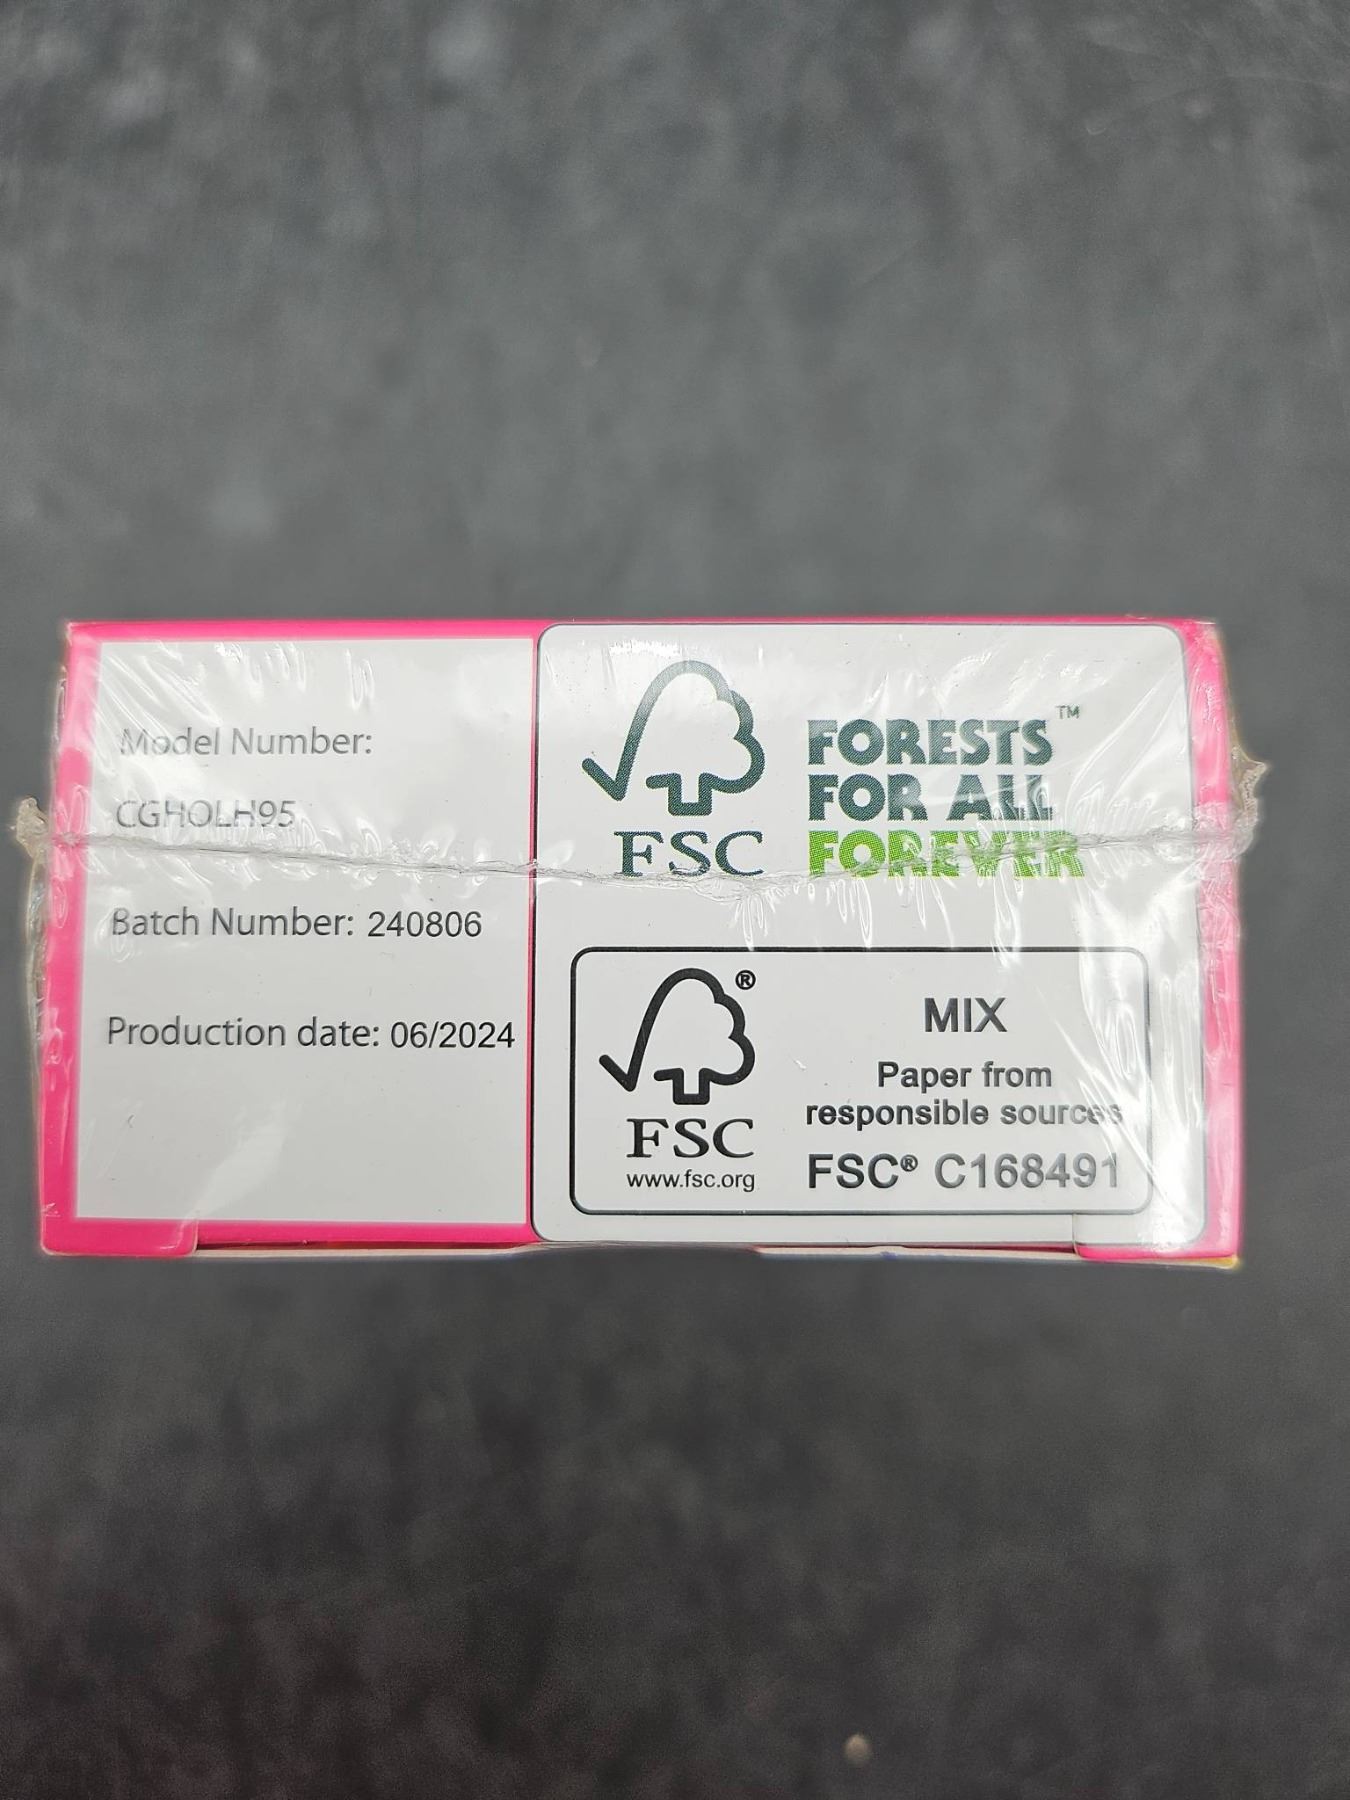 Model Number:
CGHOLH95
Batch Number: 240806
Production date: 06/2024
FSC
FORESTS™
FOR ALL
FOREVER
®
FSC
www.fsc.org
MIX
Paper from
responsible sources
FSC® C168491